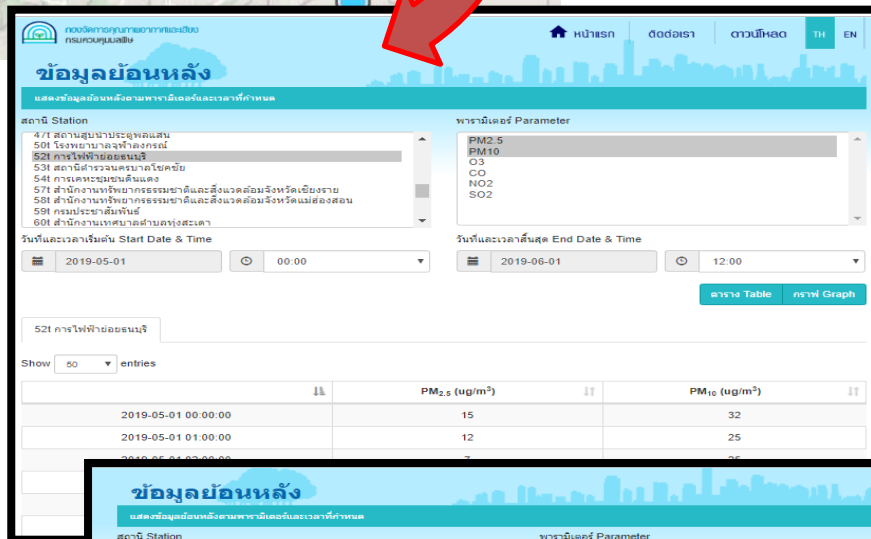 กองจัดการคุณภาพอากาศและเสียง
กรมควบคุมมลพิษ
หน้าแรก ติดต่อเรา ดาวน์โหลด TH EN
ข้อมูลย้อนหลัง
แสดงข้อมูลย้อนหลังตามพารามิเตอร์และเวลาที่กำหนด
สถานี Station พารามิเตอร์ Parameter
47t สถานีสูบน้ำประตูพลแสน
50t โรงพยาบาลจุฬาลงกรณ์
52t การไฟฟ้าย่อยธนบุรี
53t สถานีตำรวจนครบาลโชคชัย
54t การเคหะชุมชนดินแดง
57t สำนักงานทรัพยากรธรรมชาติและสิ่งแวดล้อมจังหวัดเชียงราย
58t สำนักงานทรัพยากรธรรมชาติและสิ่งแวดล้อมจังหวัดแม่ฮ่องสอน
59t กรมประชาสัมพันธ์
60t สำนักงานเทศบาลตำบลทุ่งสะเดา
PM2.5
PM10
O3
CO
NO2
SO2
วันที่และเวลาเริ่มต้น Start Date & Time วันที่และเวลาสิ้นสุด End Date & Time
2019-05-01 00:00 2019-06-01 12:00
ตาราง Table กราฟ Graph
52t การไฟฟ้าย่อยธนบุรี
Show 50 entries
PM2.5 (ug/m³) PM10 (ug/m³)
2019-05-01 00:00:00 15 32
2019-05-01 01:00:00 12 25
ข้อมูลย้อนหลัง
แสดงข้อมูลย้อนหลังตามพารามิเตอร์และเวลาที่กำหนด
สถานี Station พารามิเตอร์ Parameter